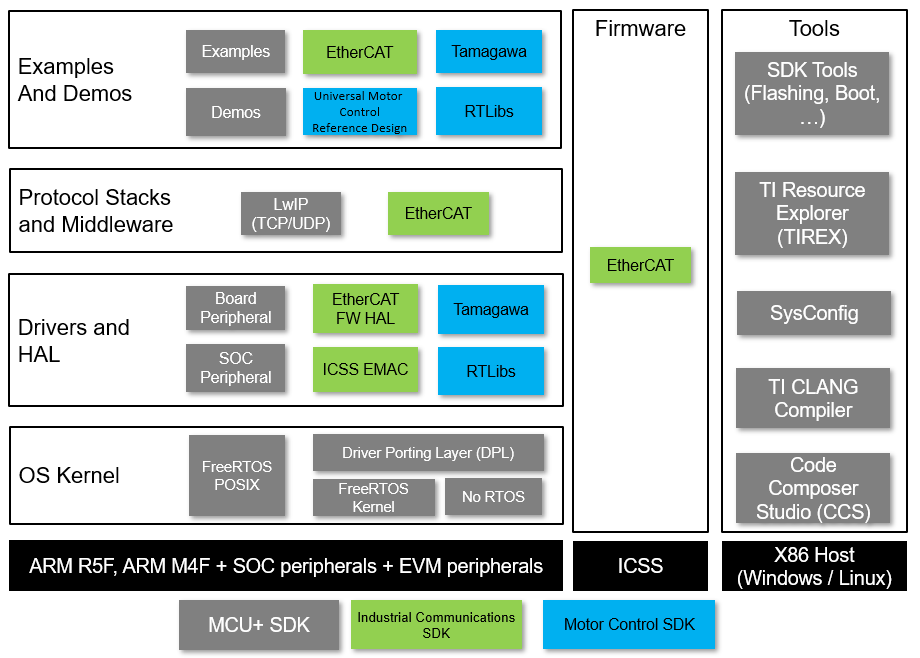 Examples
And Demos
Examples
EtherCAT
Tamagawa
Demos
Universal Motor
Control
Reference Design
RTLibs
Protocol Stacks
and Middleware
LwIP
(TCP/UDP)
EtherCAT
Drivers and
HAL
Board
Peripheral
EtherCAT
FW HAL
Tamagawa
SOC
Peripheral
ICSS EMAC
RTLibs
OS Kernel
FreeRTOS
POSIX
Driver Porting Layer (DPL)
FreeRTOS
Kernel
No RTOS
ARM R5F, ARM M4F + SOC peripherals + EVM peripherals
Firmware
EtherCAT
ICSS
Tools
SDK Tools
(Flashing, Boot,
…)
TI Resource
Explorer
(TIREX)
SysConfig
TI CLANG
Compiler
Code
Composer
Studio (CCS)
X86 Host
(Windows / Linux)
MCU+ SDK
Industrial Communications
SDK
Motor Control SDK